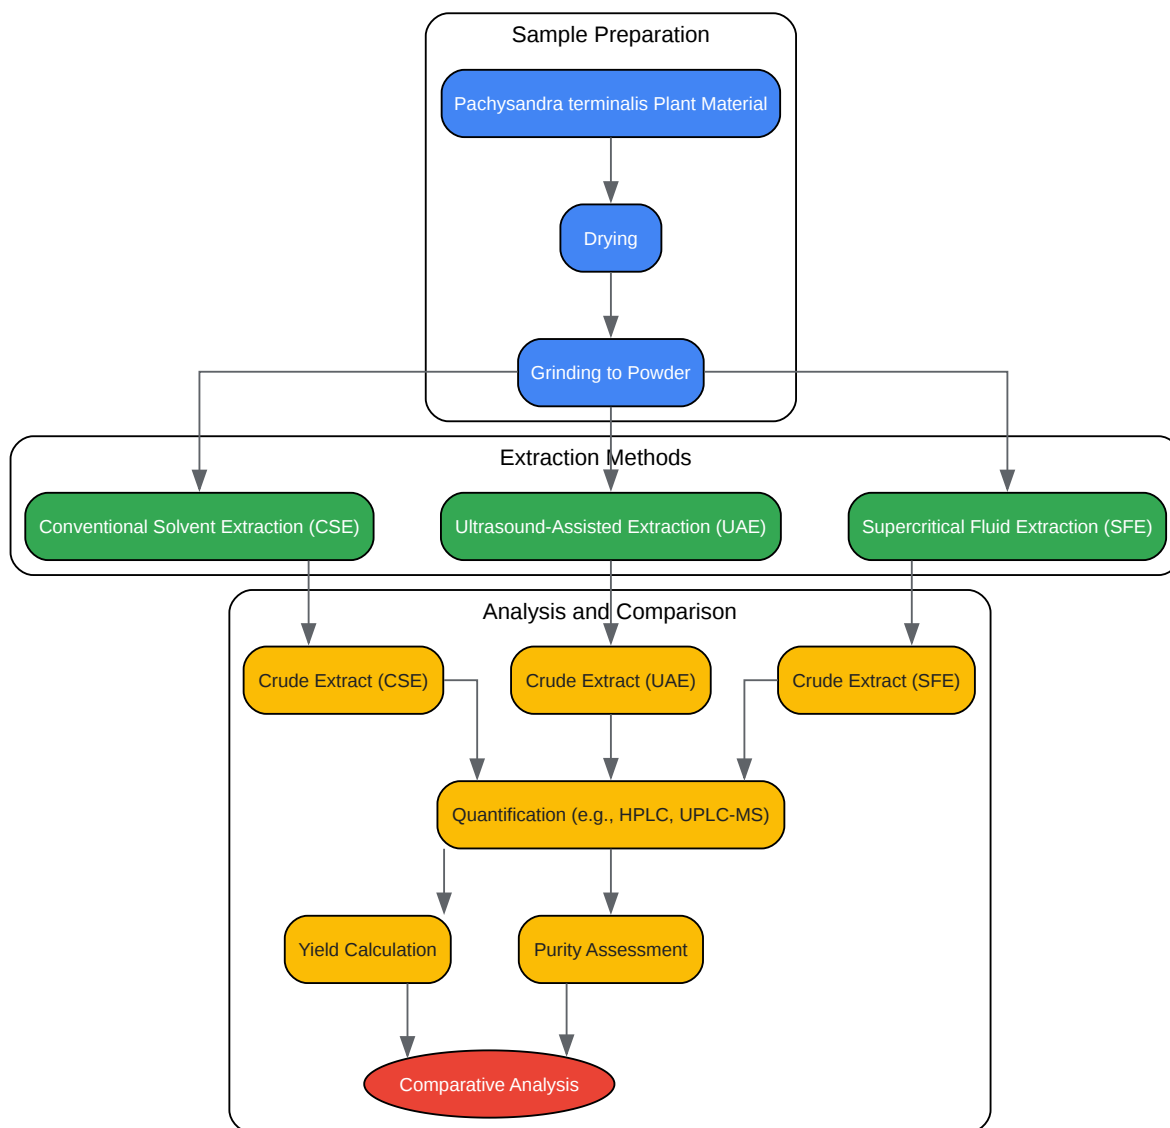 Sample Preparation
Pachysandra terminalis Plant Material
Drying
Grinding to Powder
Extraction Methods
Conventional Solvent Extraction (CSE)
Ultrasound-Assisted Extraction (UAE)
Supercritical Fluid Extraction (SFE)
Analysis and Comparison
Crude Extract (CSE)
Crude Extract (UAE)
Crude Extract (SFE)
Quantification (e.g., HPLC, UPLC-MS)
Yield Calculation
Purity Assessment
Comparative Analysis